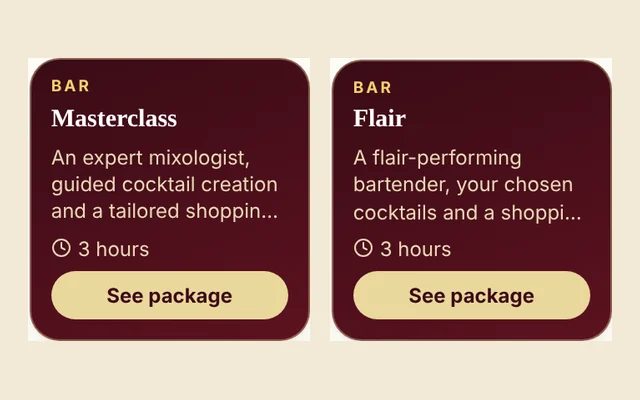 BAR
Masterclass
An expert mixologist,
guided cocktail creation
and a tailored shoppin...
3 hours
See package
BAR
Flair
A flair-performing
bartender, your chosen
cocktails and a shoppi...
3 hours
See package